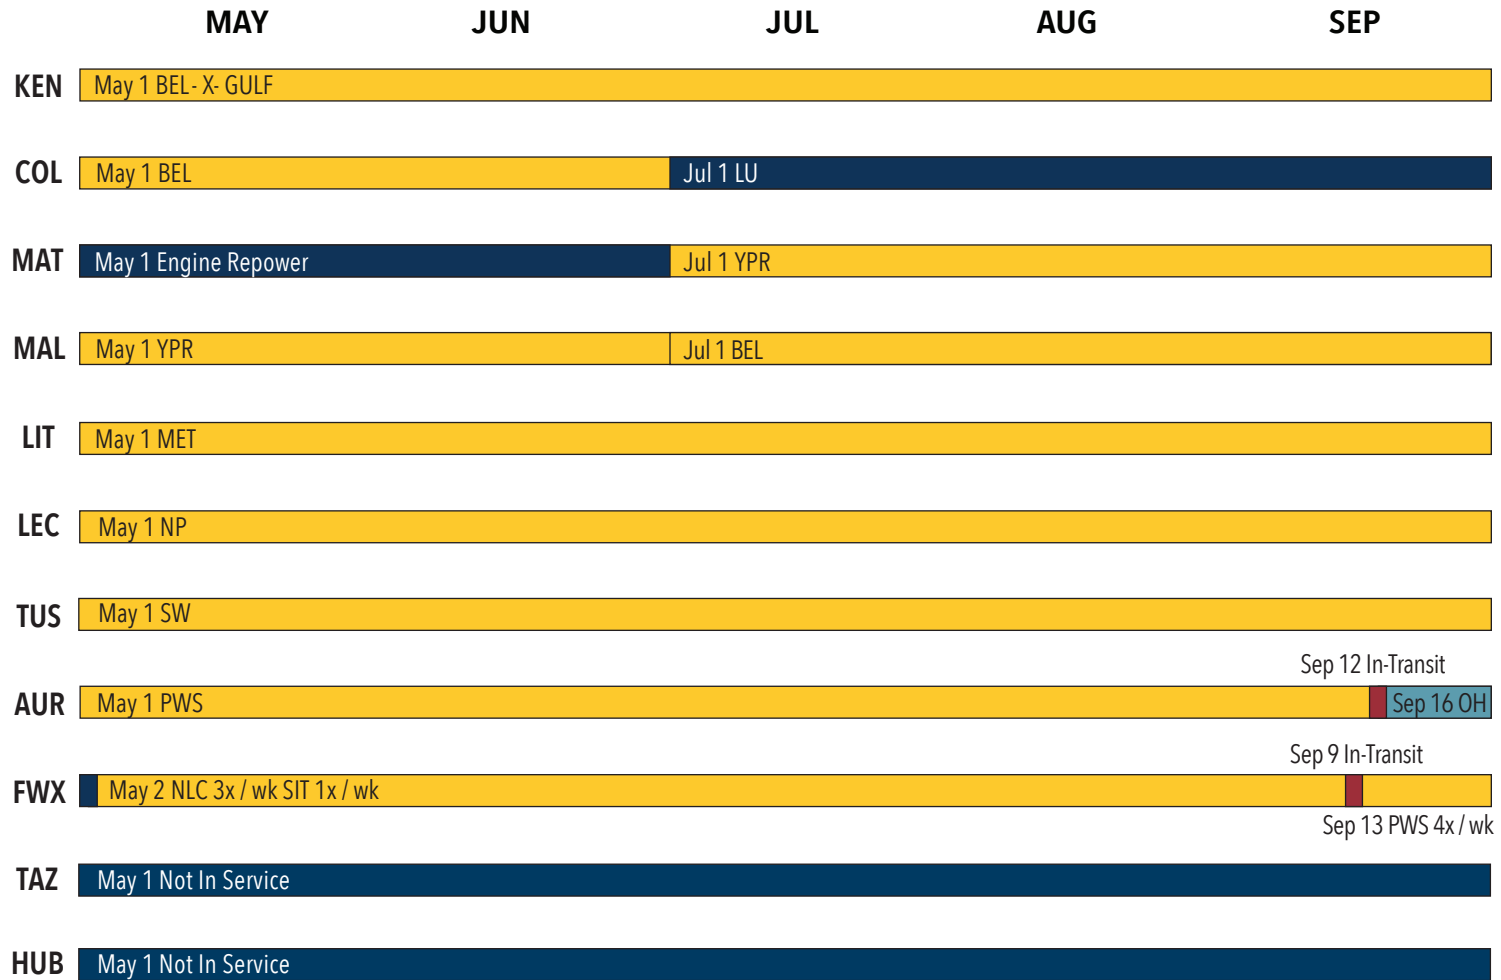 MAY JUN JUL AUG SEP
KEN May 1 BEL- X- GULF
COL May 1 BEL Jul 1 LU
MAT May 1 Engine Repower Jul 1 YPR
MAL May 1 YPR Jul 1 BEL
LIT May 1 MET
LEC May 1 NP
TUS May 1 SW
Sep 12 In-Transit
AUR May 1 PWS Sep 16 OH
Sep 9 In-Transit
FWX May 2 NLC 3x / wk SIT 1x / wk
Sep 13 PWS 4x / wk
TAZ May 1 Not In Service
HUB May 1 Not In Service